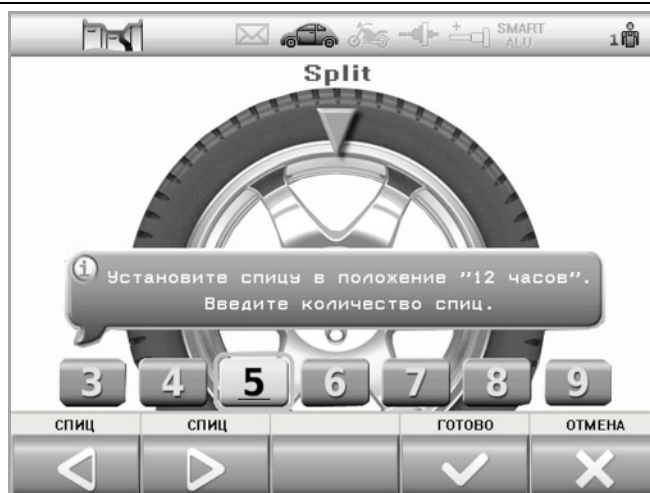 SMART
ALU
1
Split
Установите спицу в положение "12 часов".
Введите количество спиц.
3 4 5 6 7 8 9
СПИЦ СПИЦ ГОТОВО ОТМЕНА